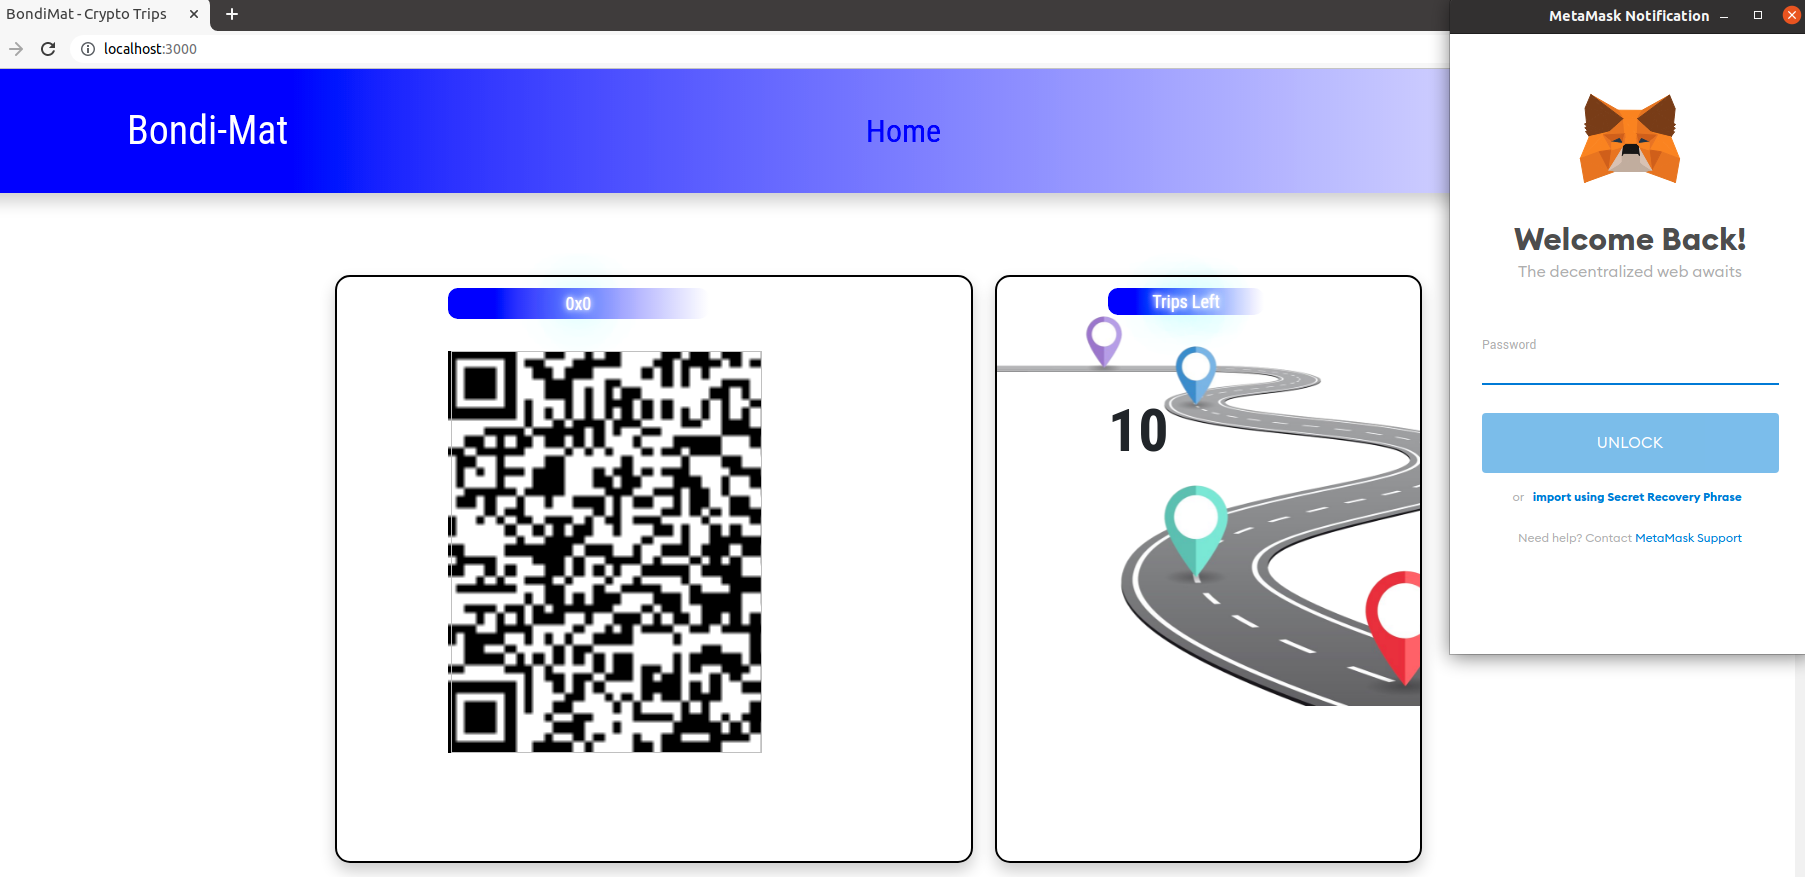 BondiMat - Crypto Trips
localhost:3000
Bondi-Mat
Home
0x0
Trips Left
10
MetaMask Notification
Welcome Back!
The decentralized web awaits
Password
UNLOCK
or import using Secret Recovery Phrase
Need help? Contact MetaMask Support